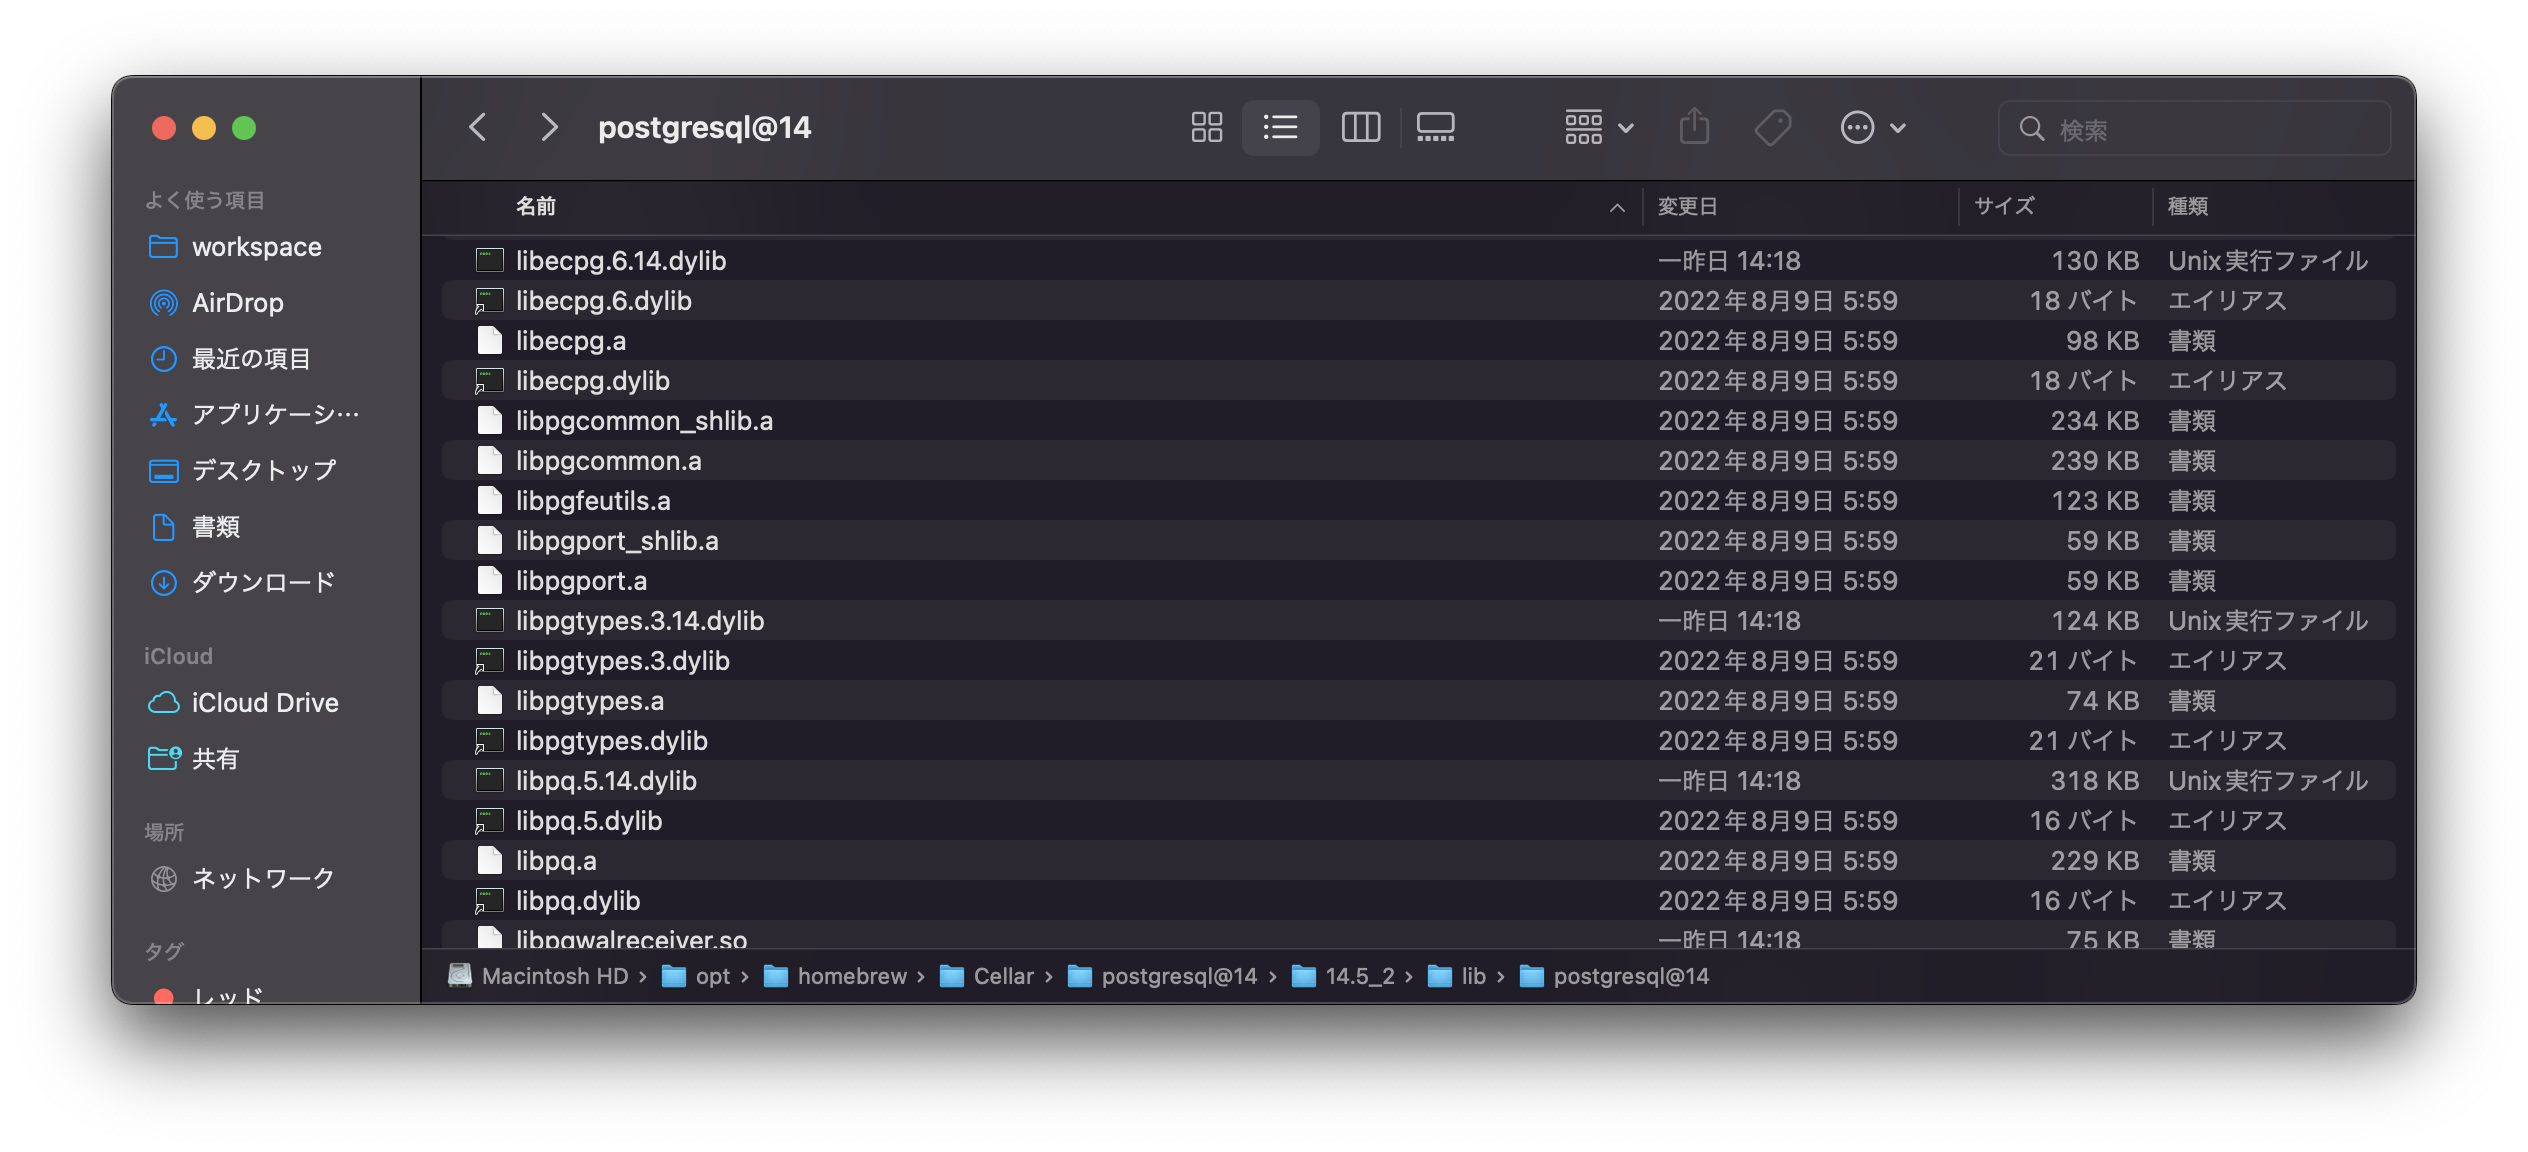 postgresql@14
検索
よく使う項目
workspace
AirDrop
最近の項目
アプリケーシ…
デスクトップ
書類
ダウンロード
iCloud
iCloud Drive
共有
場所
ネットワーク
タグ
レッド
名前 変更日 サイズ 種類
libecpg.6.14.dylib 一昨日 14:18 130 KB Unix実行ファイル
libecpg.6.dylib 2022年8月9日 5:59 18 バイト エイリアス
libecpg.a 2022年8月9日 5:59 98 KB 書類
libecpg.dylib 2022年8月9日 5:59 18 バイト エイリアス
libpgcommon_shlib.a 2022年8月9日 5:59 234 KB 書類
libpgcommon.a 2022年8月9日 5:59 239 KB 書類
libpgfeutils.a 2022年8月9日 5:59 123 KB 書類
libpgport_shlib.a 2022年8月9日 5:59 59 KB 書類
libpgport.a 2022年8月9日 5:59 59 KB 書類
libpgtypes.3.14.dylib 一昨日 14:18 124 KB Unix実行ファイル
libpgtypes.3.dylib 2022年8月9日 5:59 21 バイト エイリアス
libpgtypes.a 2022年8月9日 5:59 74 KB 書類
libpgtypes.dylib 2022年8月9日 5:59 21 バイト エイリアス
libpq.5.14.dylib 一昨日 14:18 318 KB Unix実行ファイル
libpq.5.dylib 2022年8月9日 5:59 16 バイト エイリアス
libpq.a 2022年8月9日 5:59 229 KB 書類
libpq.dylib 2022年8月9日 5:59 16 バイト エイリアス
libpqwalreceiver.so 一昨日 14:18 75 KB 書類
Macintosh HD › opt › homebrew › Cellar › postgresql@14 › 14.5_2 › lib › postgresql@14